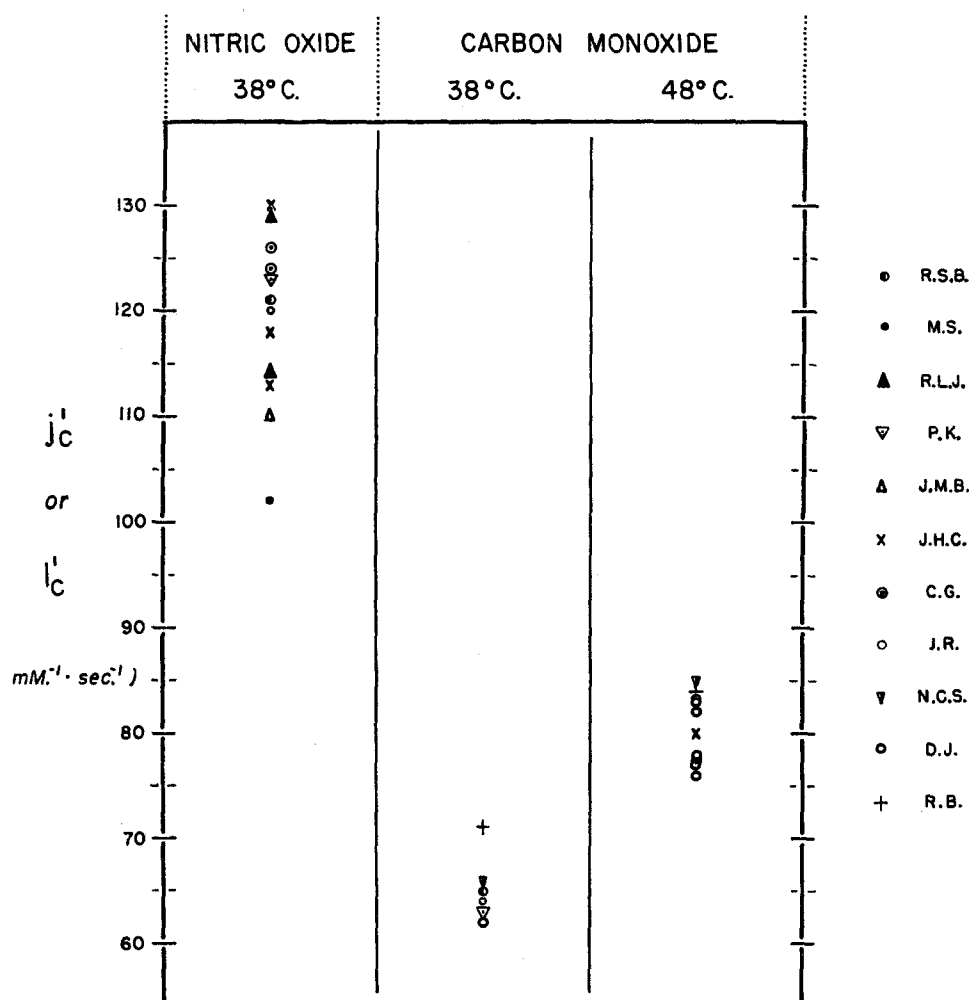 NITRIC OXIDE
CARBON MONOXIDE
38°C.
38°C.
48°C.
130
120
110
100
90
80
70
60
j'c
or
l'c
mM.⁻¹ · sec.⁻¹)
R.S.B.
M.S.
R.L.J.
P.K.
J.M.B.
J.H.C.
C.G.
J.R.
N.C.S.
D.J.
R.B.